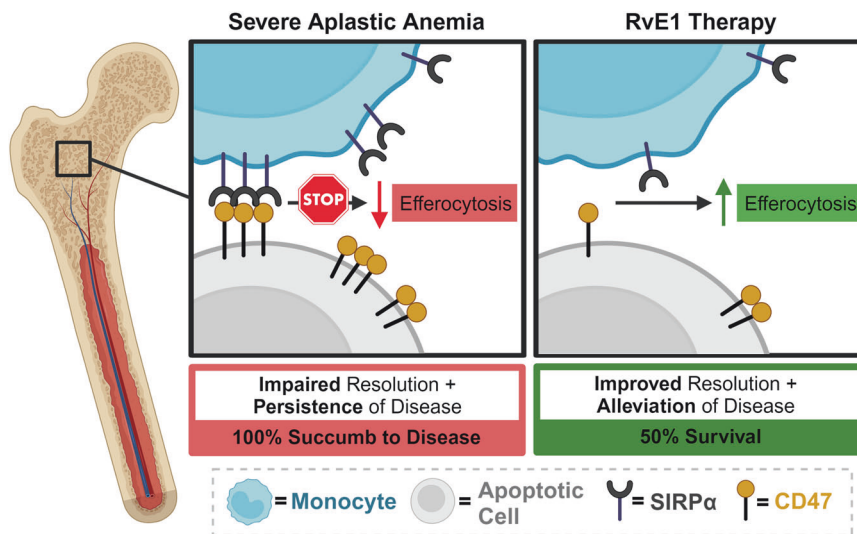 Severe Aplastic Anemia
RvE1 Therapy
STOP
Efferocytosis
Efferocytosis
Impaired Resolution +
Persistence of Disease
100% Succumb to Disease
Improved Resolution +
Alleviation of Disease
50% Survival
= Monocyte
= Apoptotic
Cell
= SIRPα
= CD47